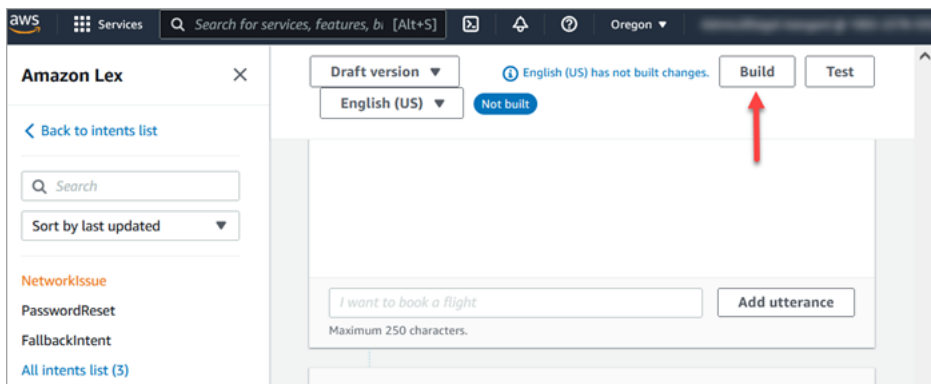 aws
Services
Search for services, features, bl [Alt+S]
Oregon ▼
Amazon Lex
Back to intents list
Search
Sort by last updated
NetworkIssue
PasswordReset
FallbackIntent
All intents list (3)
Draft version ▼
English (US) has not built changes.
Build
Test
English (US) ▼
Not built
I want to book a flight
Add utterance
Maximum 250 characters.